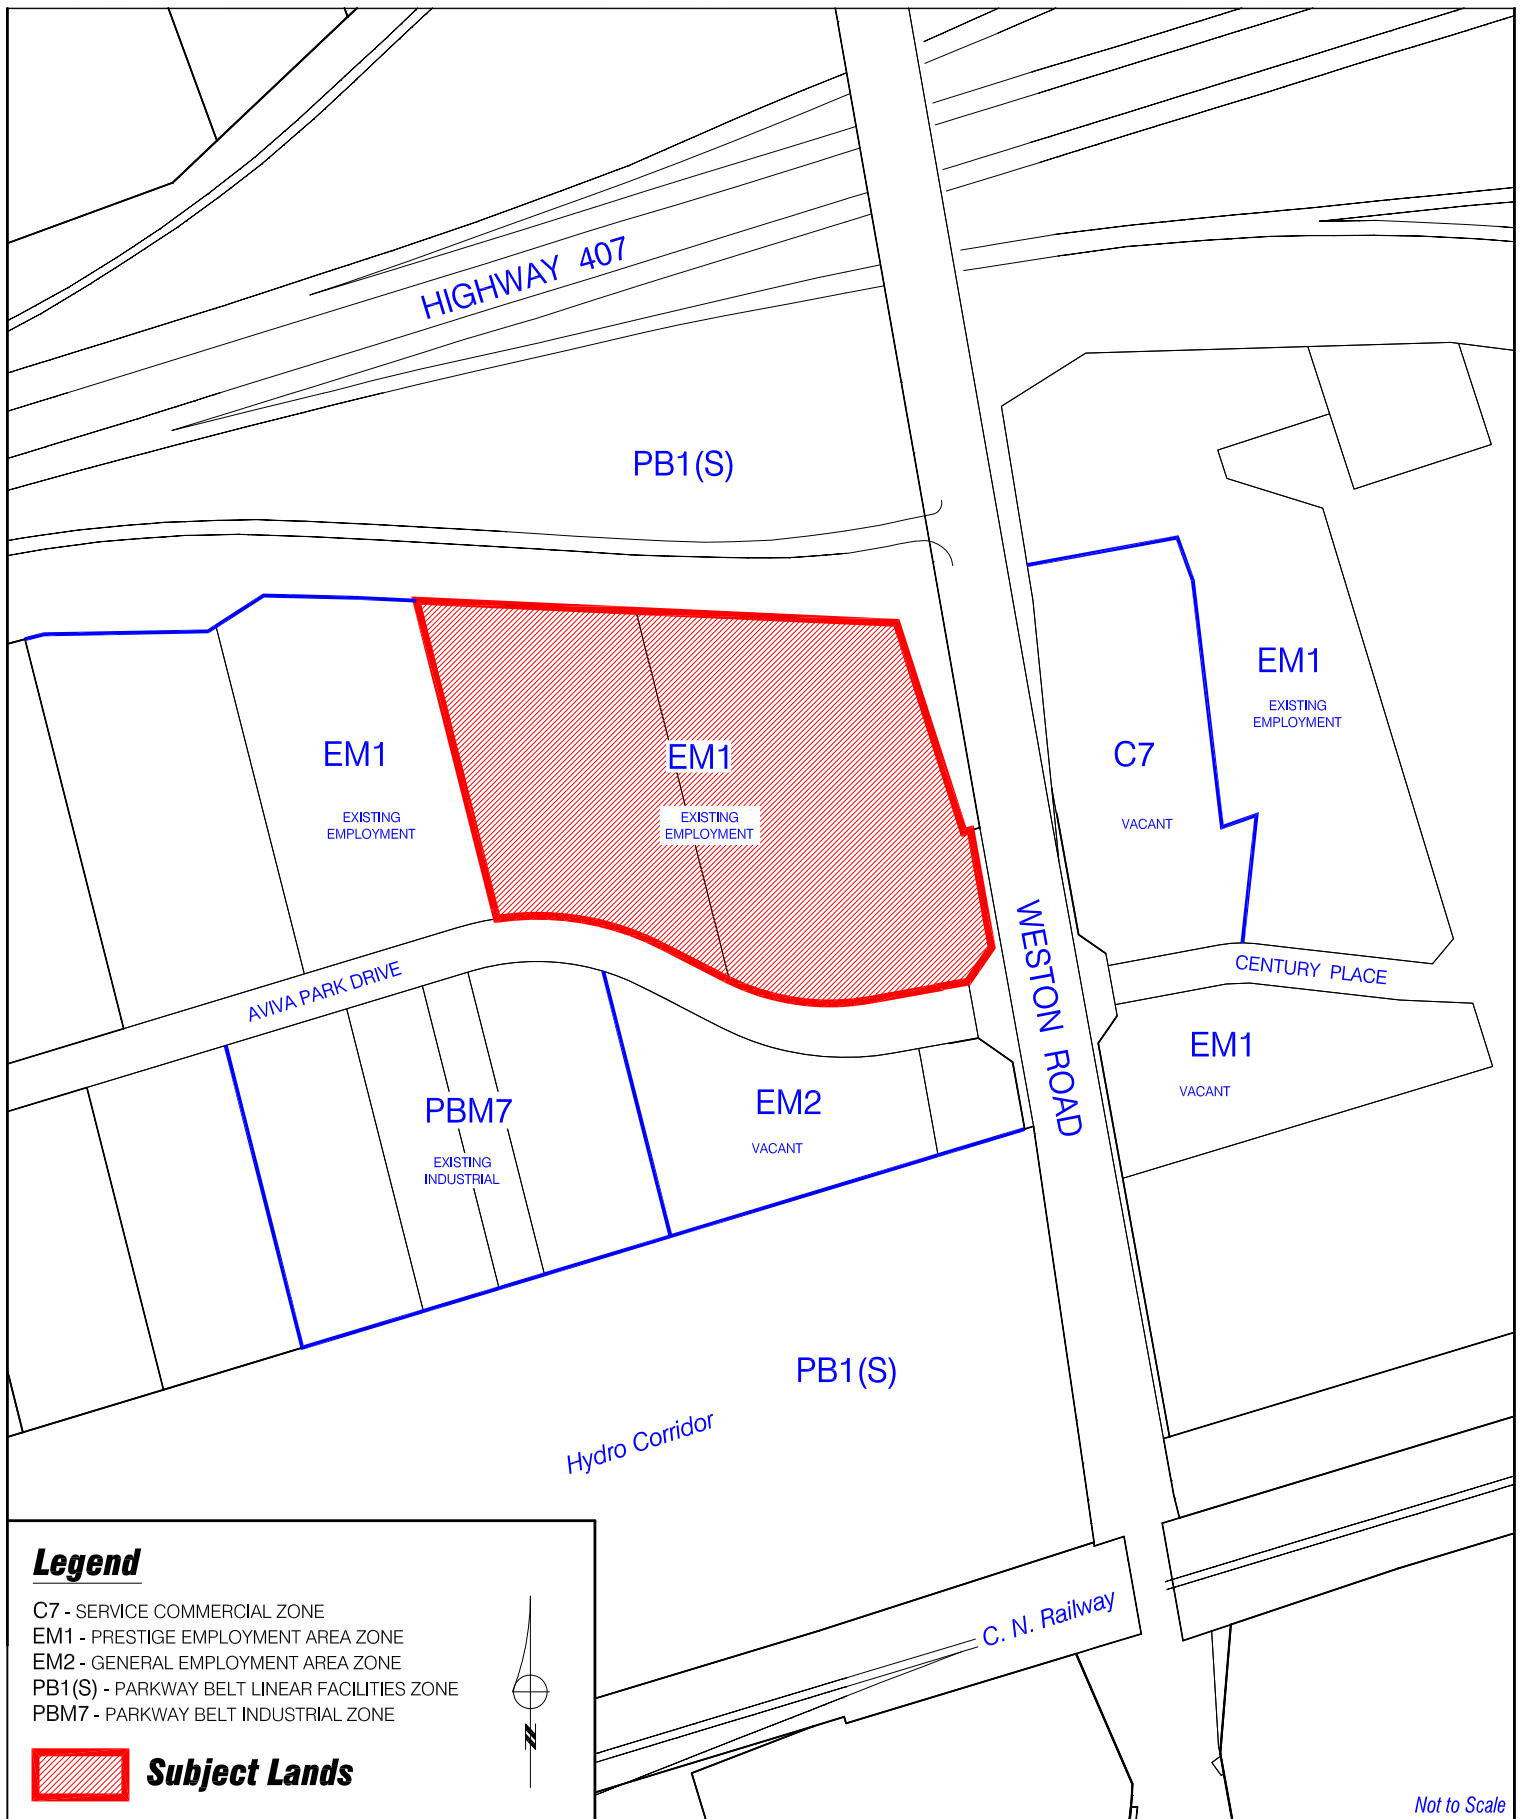 HIGHWAY 407
PB1(S)
EM1
EXISTING
EMPLOYMENT
EM1
EXISTING
EMPLOYMENT
C7
VACANT
EM1
EXISTING
EMPLOYMENT
WESTON ROAD
CENTURY PLACE
AVIVA PARK DRIVE
EM1
VACANT
PBM7
EXISTING
INDUSTRIAL
EM2
VACANT
PB1(S)
Hydro Corridor
C. N. Railway
Legend
C7 - SERVICE COMMERCIAL ZONE
EM1 - PRESTIGE EMPLOYMENT AREA ZONE
EM2 - GENERAL EMPLOYMENT AREA ZONE
PB1(S) - PARKWAY BELT LINEAR FACILITIES ZONE
PBM7 - PARKWAY BELT INDUSTRIAL ZONE
N
Subject Lands
Not to Scale